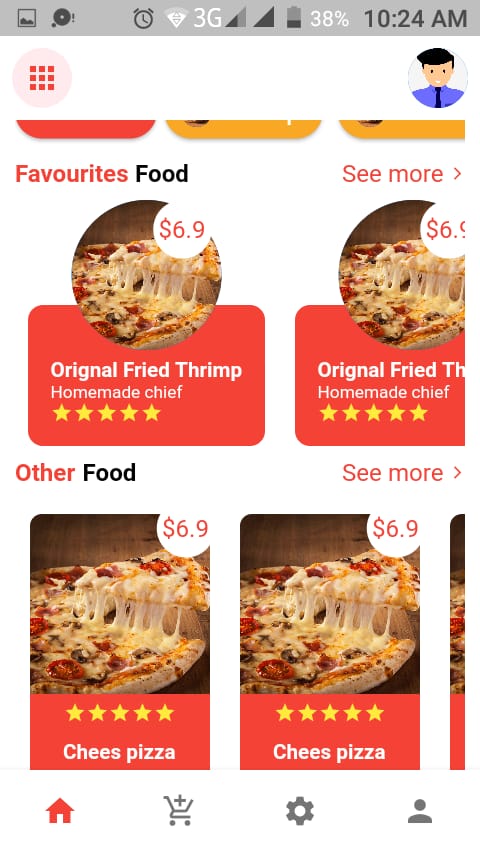 3G 38% 10:24 AM
Favourites Food See more
$6.9 $6.9
Orignal Fried Thrimp Orignal Fried Th
Homemade chief Homemade chief
Other Food See more
$6.9 $6.9
Chees pizza Chees pizza